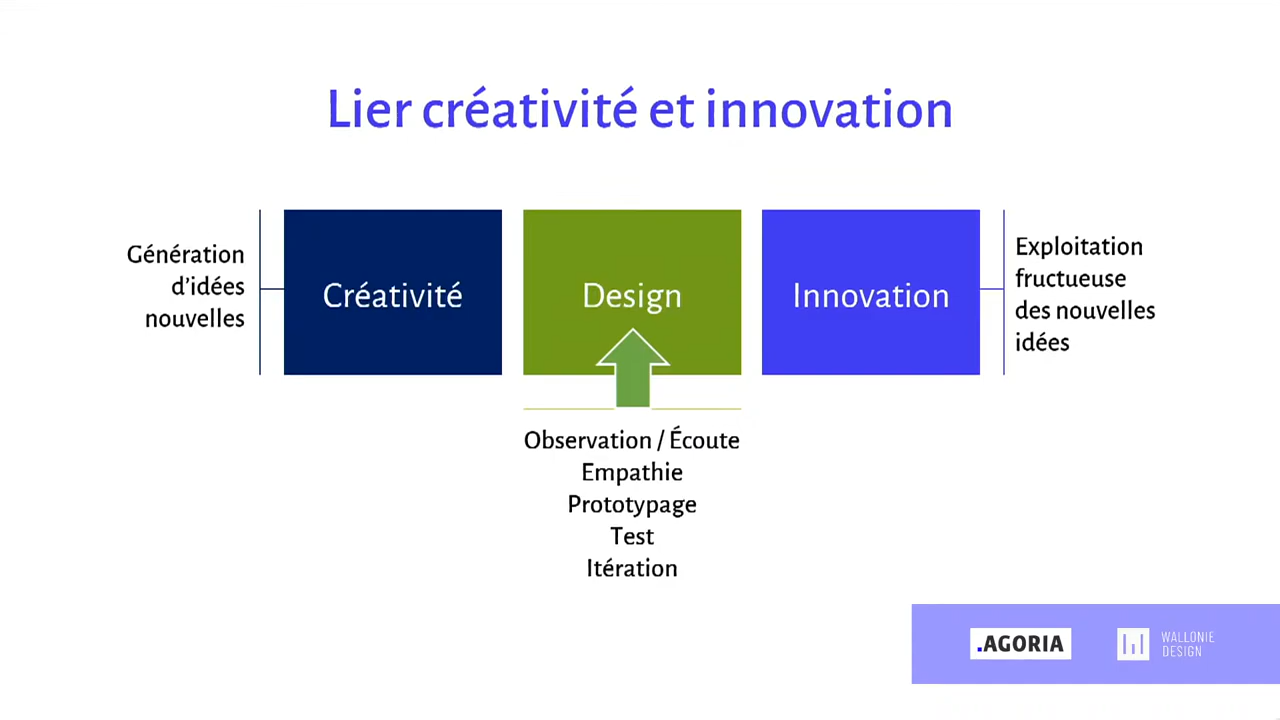 Lier créativité et innovation
Génération
d'idées
nouvelles
Créativité
Design
Innovation
Exploitation
fructueuse
des nouvelles
idées
Observation / Écoute
Empathie
Prototypage
Test
Itération
.AGORIA
WALLONIE
DESIGN